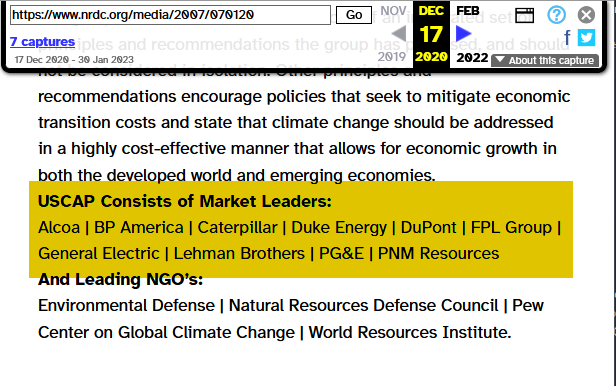 https://www.nrdc.org/media/2007/070120
Go
NOV DEC FEB
17
2019 2020 2022
7 captures
17 Dec 2020 - 30 Jan 2023
f
About this capture
principles and recommendations the group has and should
not be considered in isolation. Other principles and
recommendations encourage policies that seek to mitigate economic
transition costs and state that climate change should be addressed
in a highly cost-effective manner that allows for economic growth in
both the developed world and emerging economies.
USCAP Consists of Market Leaders:
Alcoa | BP America | Caterpillar | Duke Energy | DuPont | FPL Group |
General Electric | Lehman Brothers | PG&E | PNM Resources
And Leading NGO's:
Environmental Defense | Natural Resources Defense Council | Pew
Center on Global Climate Change | World Resources Institute.